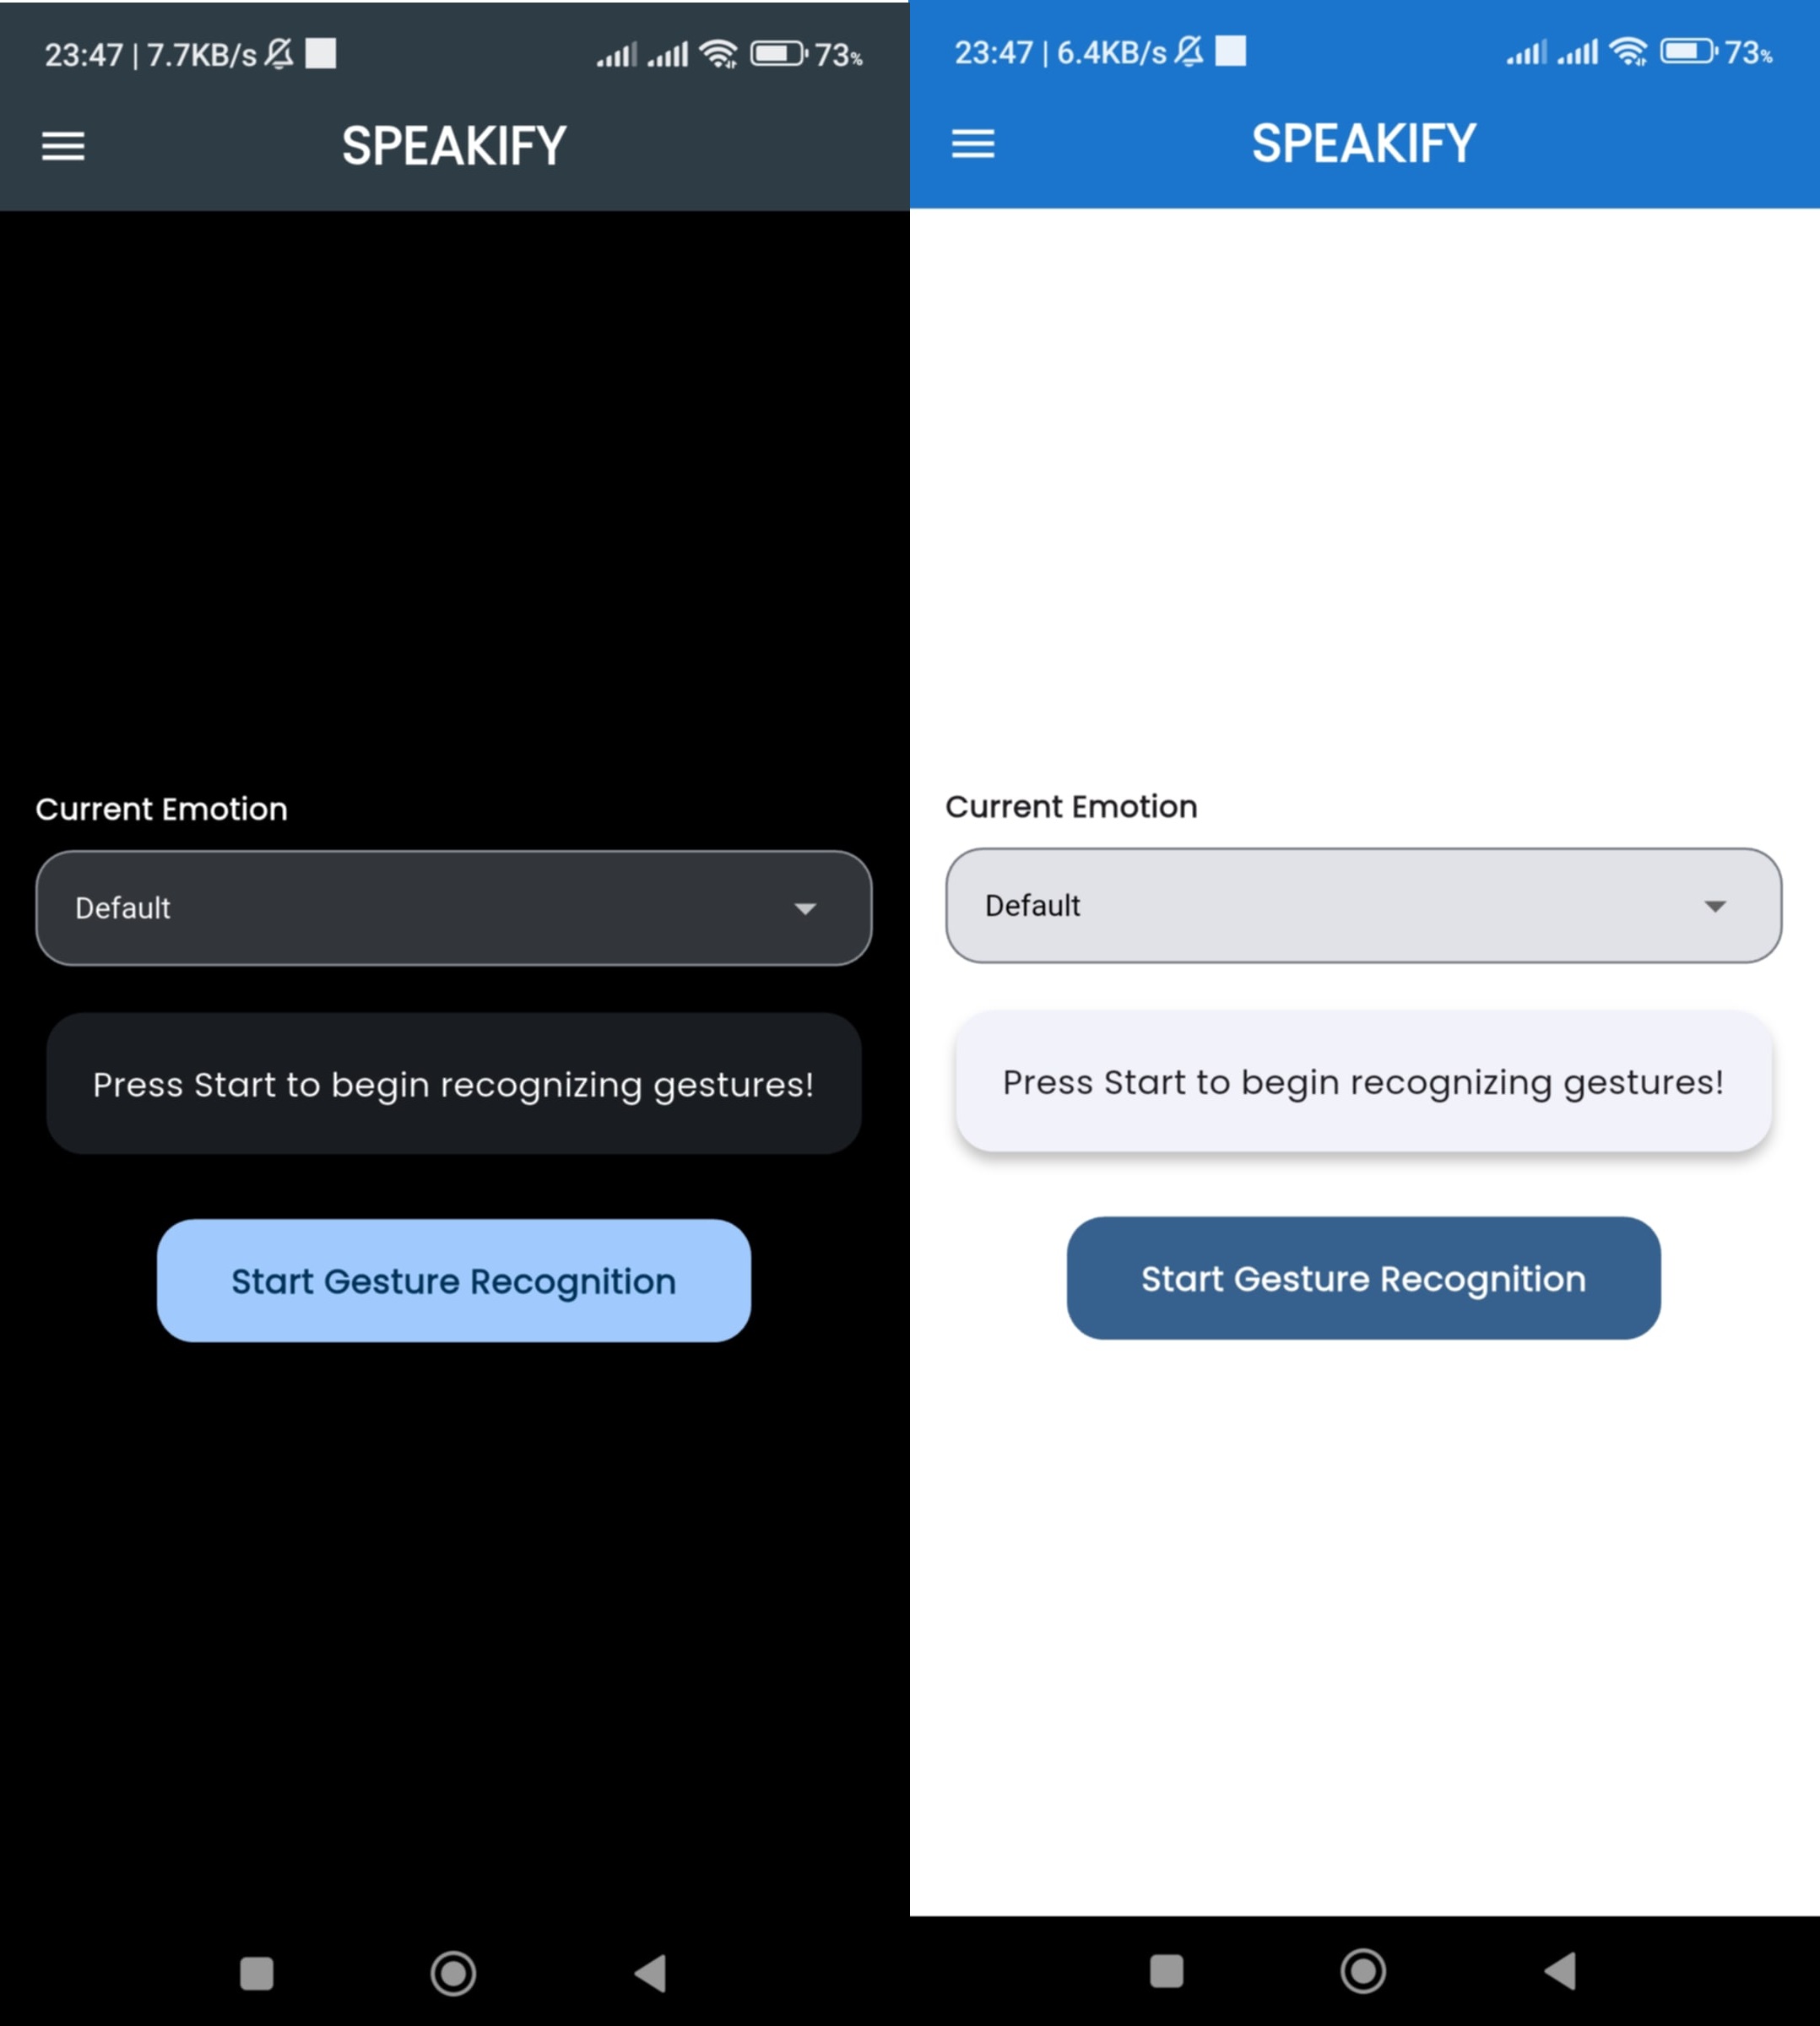 23:47 | 7.7KB/s 73%
SPEAKIFY
Current Emotion
Default
Press Start to begin recognizing gestures!
Start Gesture Recognition
23:47 | 6.4KB/s 73%
SPEAKIFY
Current Emotion
Default
Press Start to begin recognizing gestures!
Start Gesture Recognition